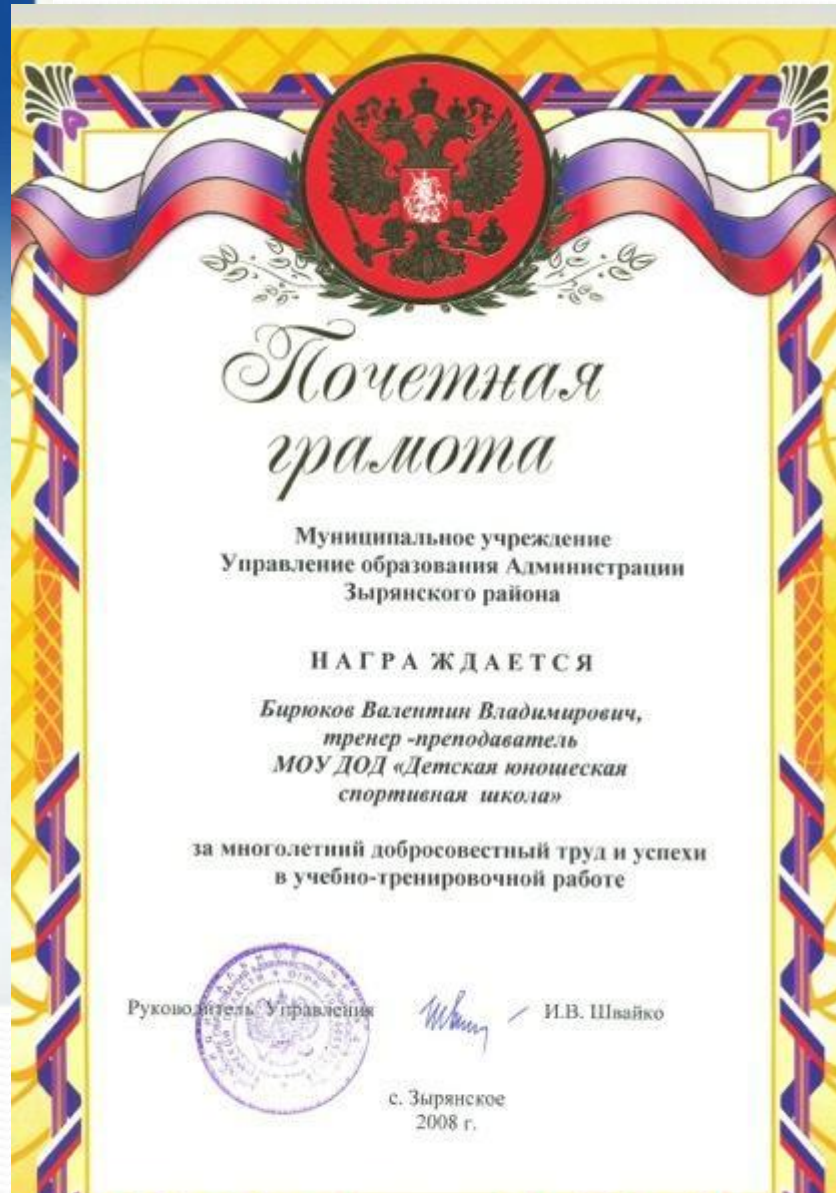 Почетная
грамота
Муниципальное учреждение
Управление образования Администрации
Зырянского района
НАГРАЖДАЕТСЯ
Бирюков Валентин Владимирович,
тренер -преподаватель
МОУ ДОД «Детская юношеская
спортивная школа»
за многолетний добросовестный труд и успехи
в учебно-тренировочной работе
Руководитель Управления И.В. Швайко
с. Зырянское
2008 г.